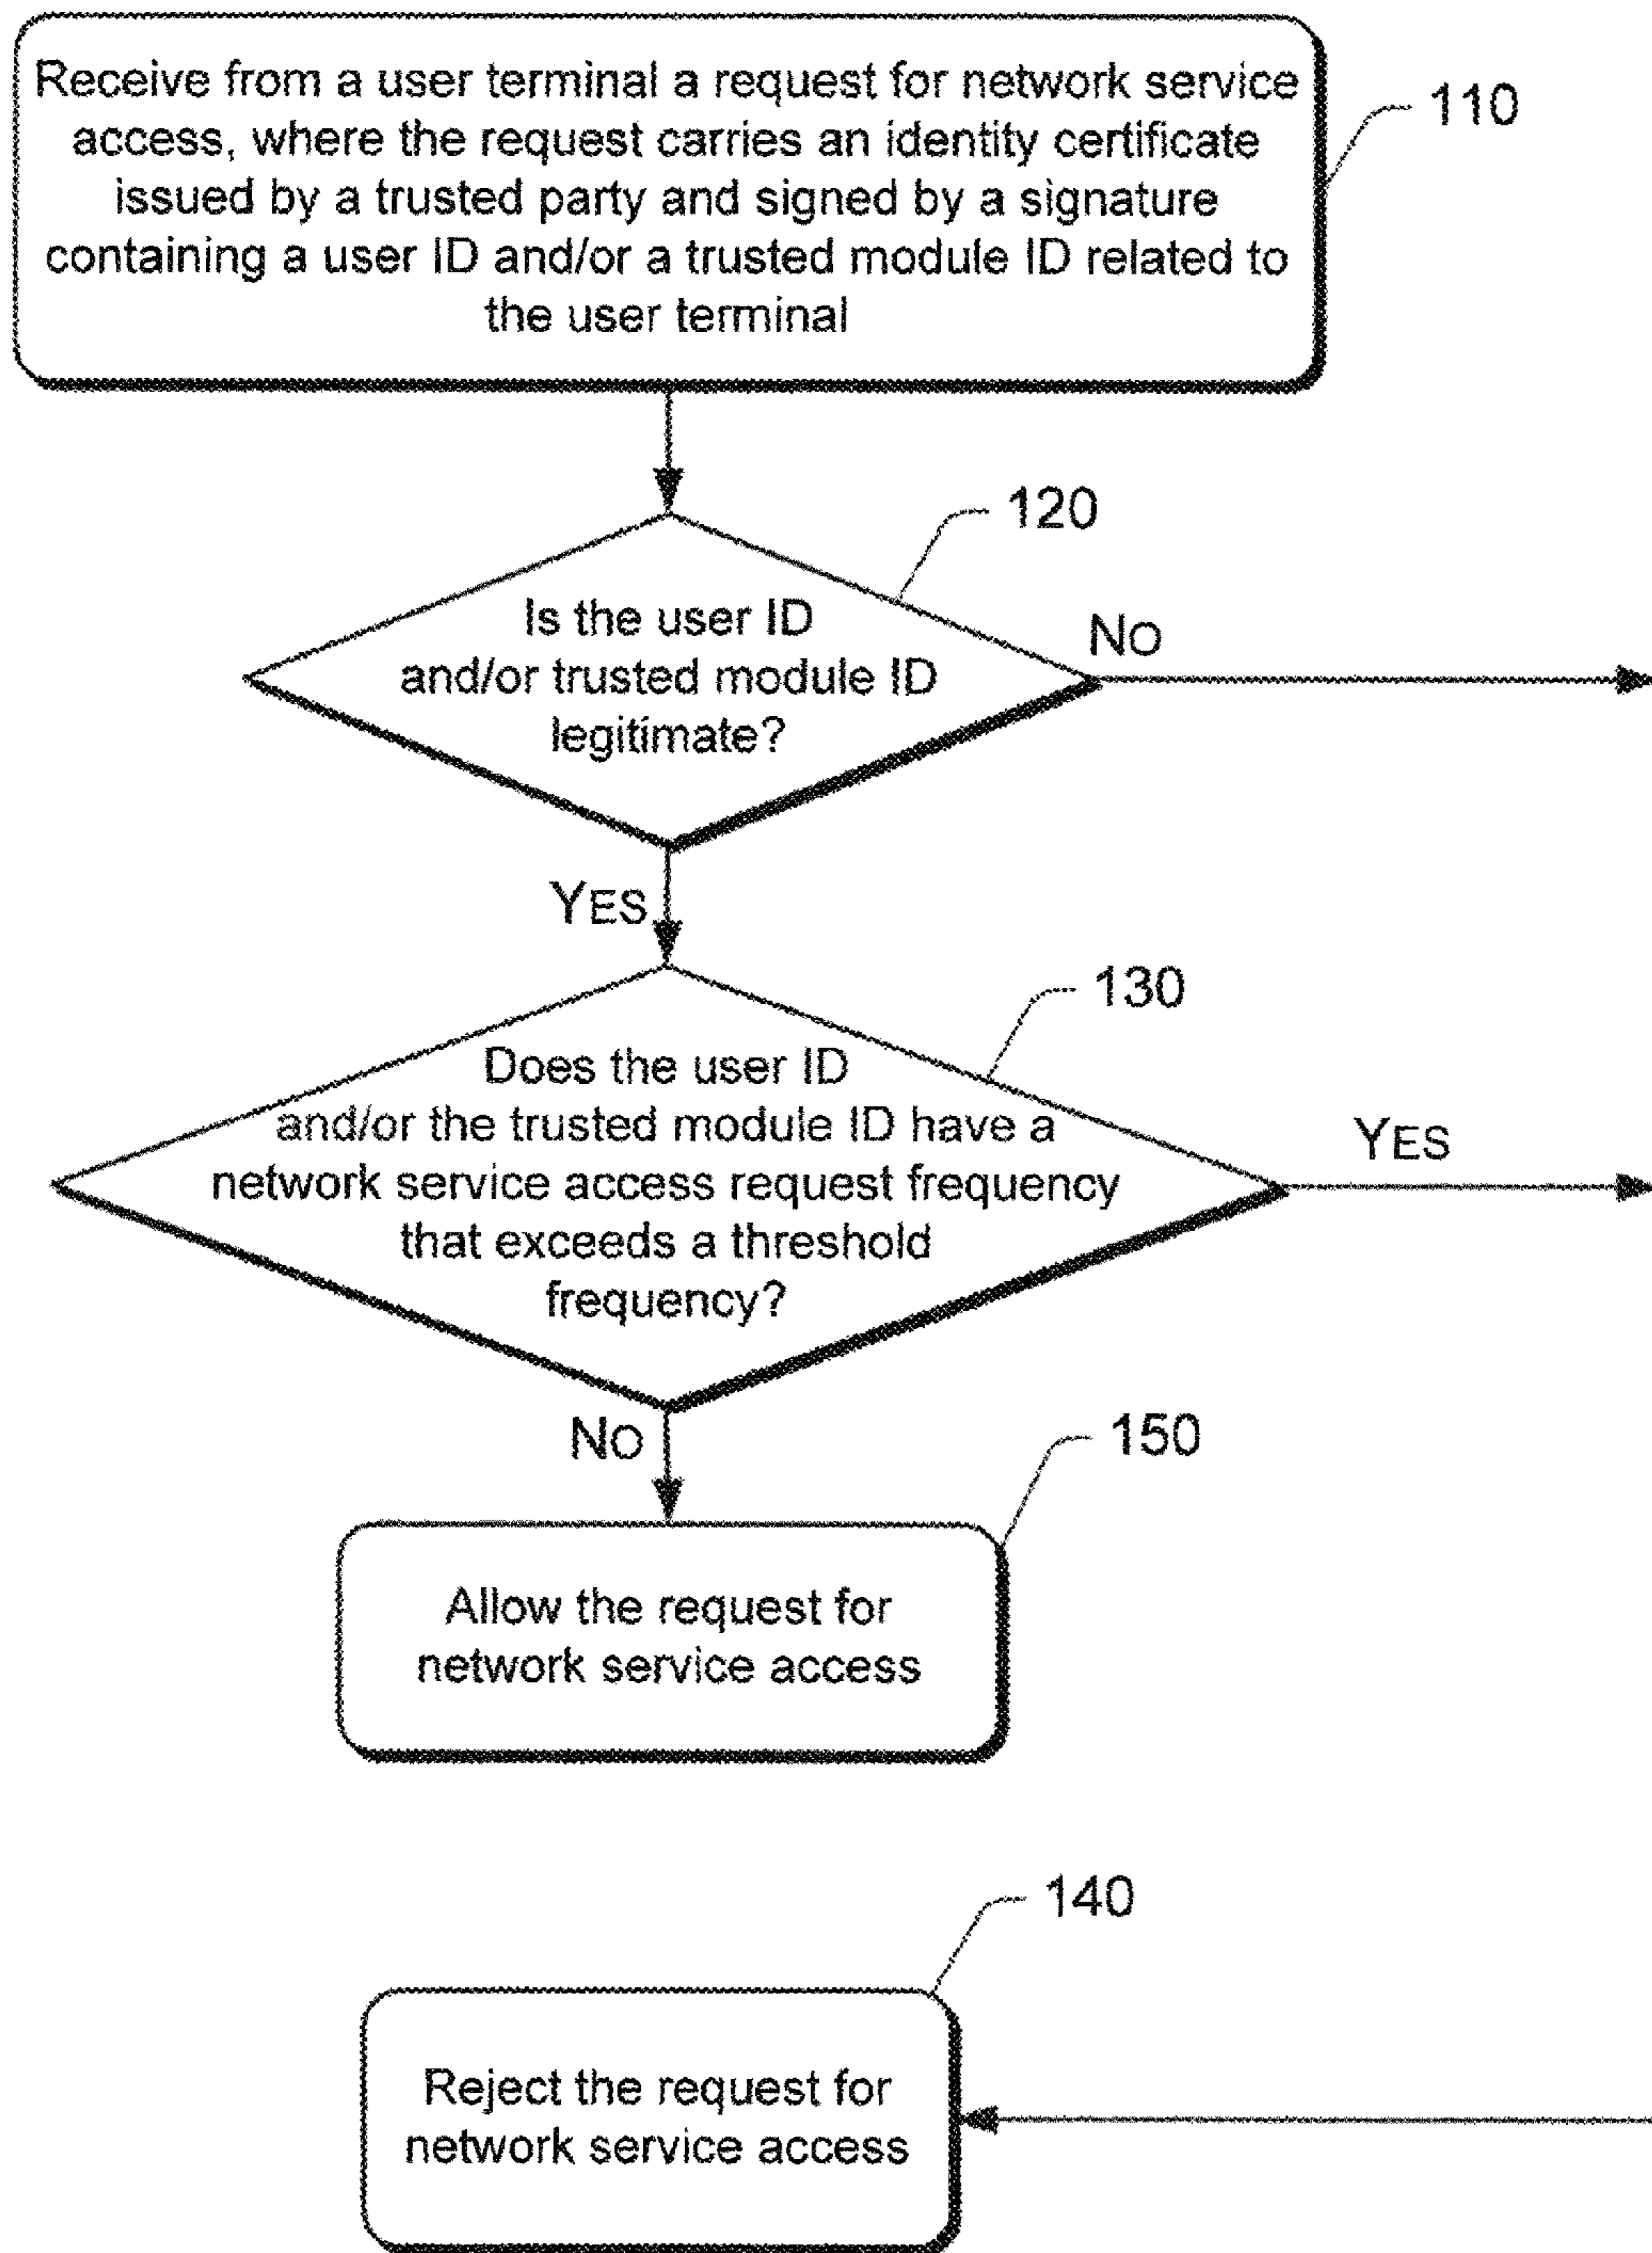 Receive from a user terminal a request for network service
access, where the request carries an identity certificate
issued by a trusted party and signed by a signature
containing a user ID and/or a trusted module ID related to
the user terminal
110
120
Is the user ID
and/or trusted module ID
legitimate?
NO
YES
130
Does the user ID
and/or the trusted module ID have a
network service access request frequency
that exceeds a threshold
frequency?
YES
NO
150
Allow the request for
network service access
140
Reject the request for
network service access